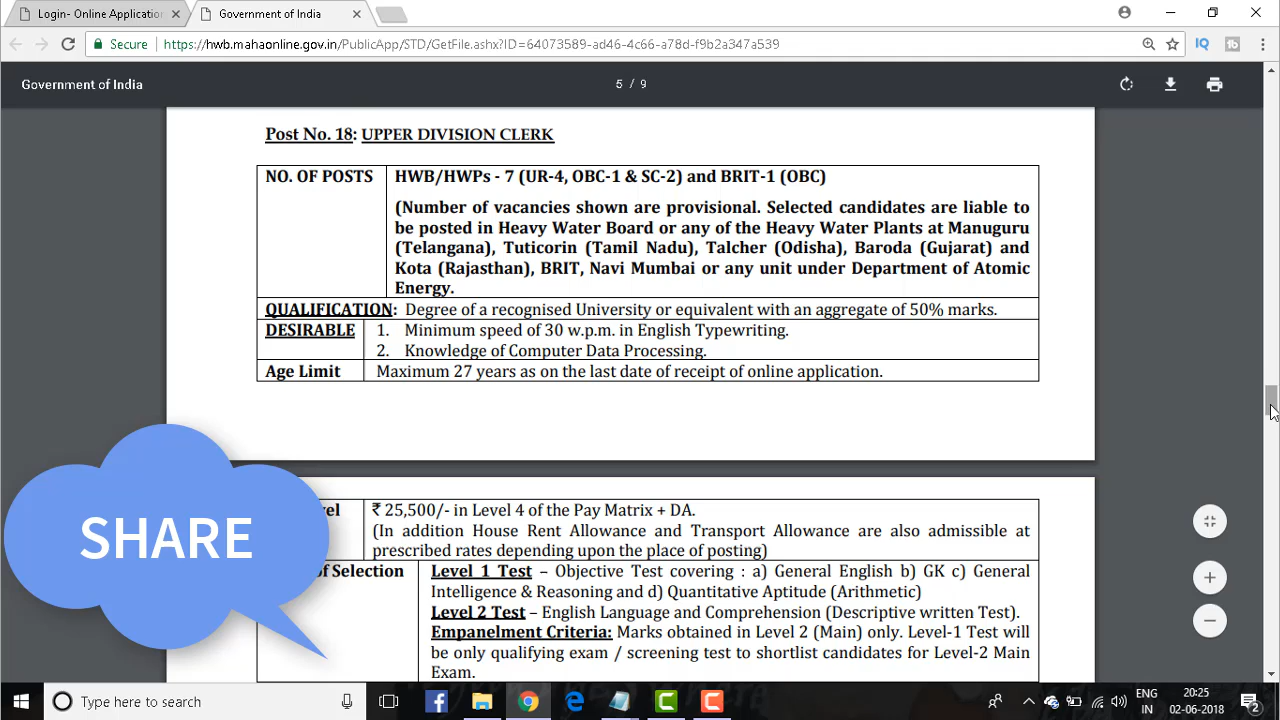 Login- Online Application
Government of India
Secure
https://hwb.mahaonline.gov.in/PublicApp/STD/GetFile.ashx?ID=64073589-ad46-4c66-a78d-f9b2a347a539
Government of India
5 / 9
Post No. 18: UPPER DIVISION CLERK
NO. OF POSTS
HWB/HWPs - 7 (UR-4, OBC-1 & SC-2) and BRIT-1 (OBC)
(Number of vacancies shown are provisional. Selected candidates are liable to
be posted in Heavy Water Board or any of the Heavy Water Plants at Manuguru
(Telangana), Tuticorin (Tamil Nadu), Talcher (Odisha), Baroda (Gujarat) and
Kota (Rajasthan), BRIT, Navi Mumbai or any unit under Department of Atomic
Energy.
QUALIFICATION: Degree of a recognised University or equivalent with an aggregate of 50% marks.
DESIRABLE
1. Minimum speed of 30 w.p.m. in English Typewriting.
2. Knowledge of Computer Data Processing.
Age Limit
Maximum 27 years as on the last date of receipt of online application.
₹ 25,500/- in Level 4 of the Pay Matrix + DA.
(In addition House Rent Allowance and Transport Allowance are also admissible at
prescribed rates depending upon the place of posting)
of Selection
Level 1 Test – Objective Test covering : a) General English b) GK c) General
Intelligence & Reasoning and d) Quantitative Aptitude (Arithmetic)
Level 2 Test – English Language and Comprehension (Descriptive written Test).
Empanelment Criteria: Marks obtained in Level 2 (Main) only. Level-1 Test will
be only qualifying exam / screening test to shortlist candidates for Level-2 Main
Exam.
SHARE
Type here to search
ENG
IN
20:25
02-06-2018
2